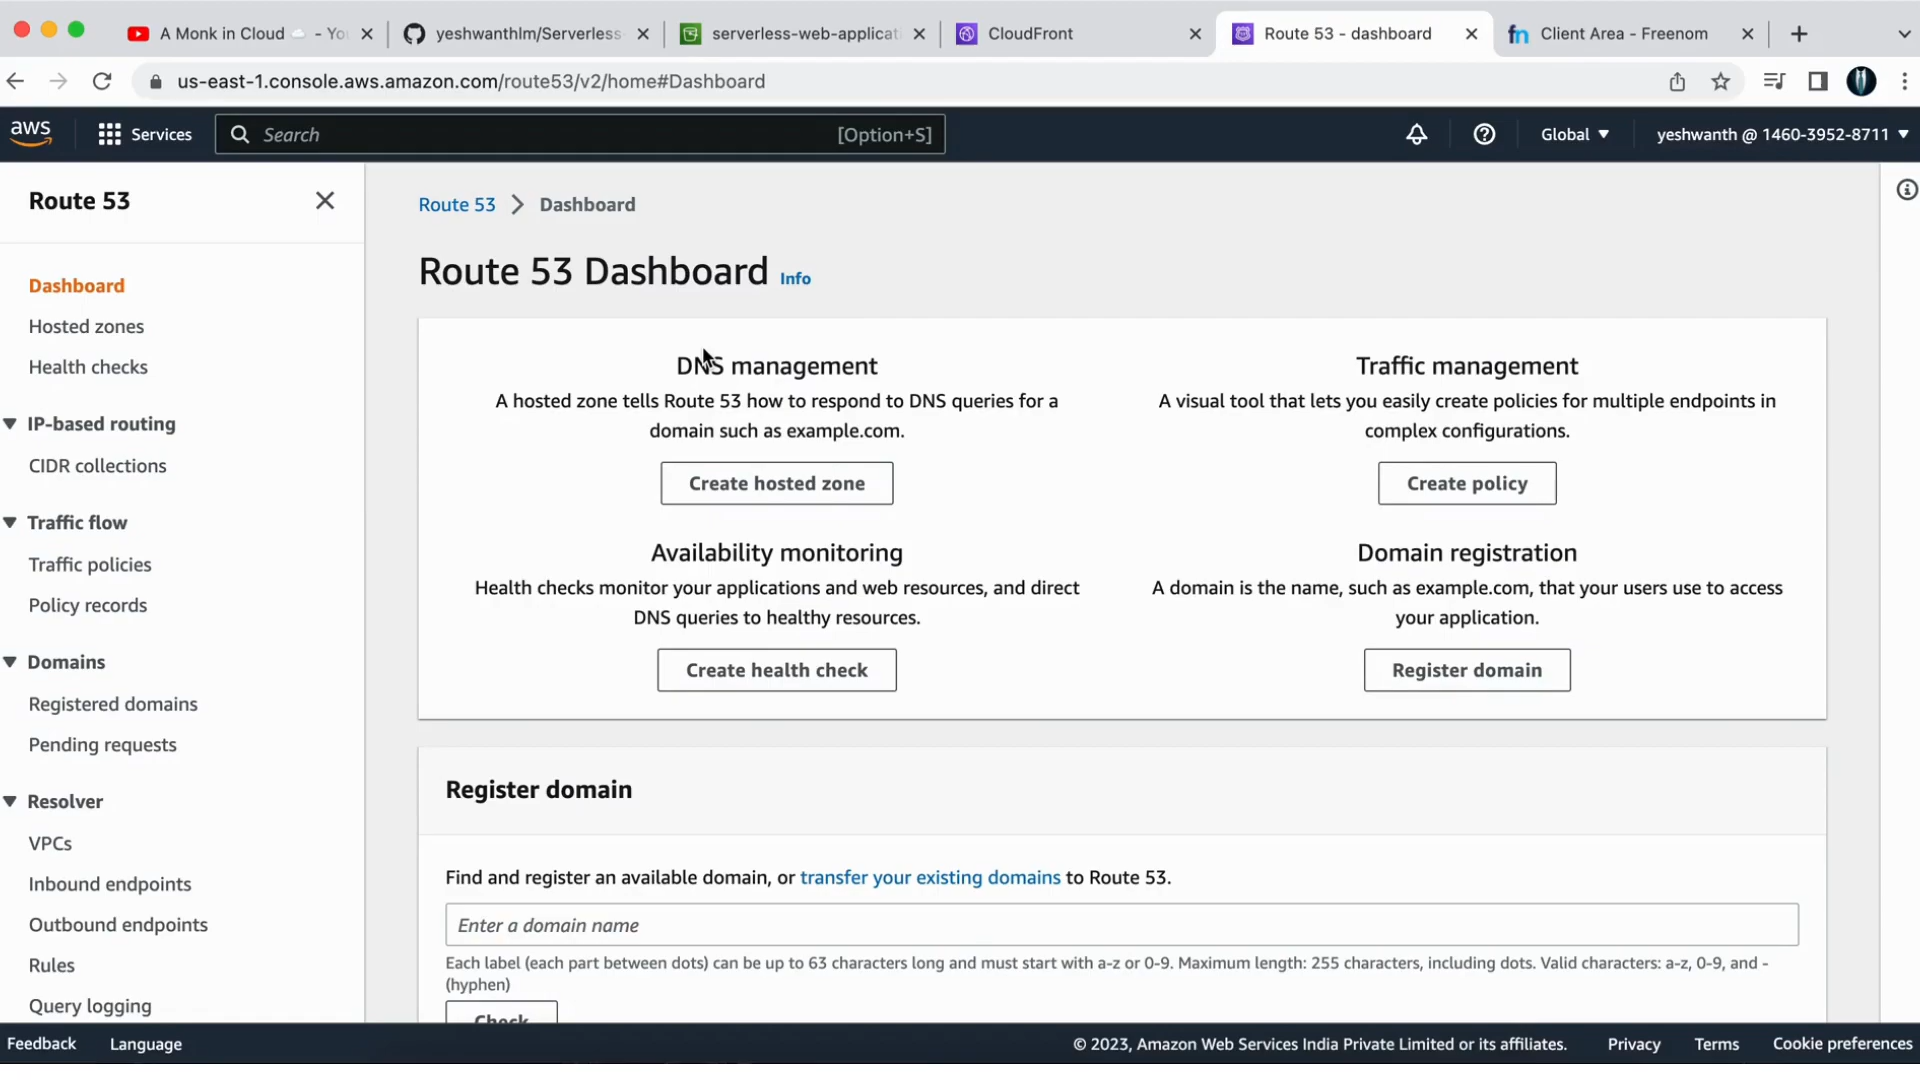 A Monk in Cloud
yeshwanthlm/Serverless-
serverless-web-applicat
CloudFront
Route 53 - dashboard
fn Client Area - Freenom
us-east-1.console.aws.amazon.com/route53/v2/home#Dashboard
aws
Services
Search
[Option+S]
Global
yeshwanth @ 1460-3952-8711
Route 53
Dashboard
Hosted zones
Health checks
IP-based routing
CIDR collections
Traffic flow
Traffic policies
Policy records
Domains
Registered domains
Pending requests
Resolver
VPCs
Inbound endpoints
Outbound endpoints
Rules
Query logging
Route 53 > Dashboard
Route 53 Dashboard Info
DNS management
A hosted zone tells Route 53 how to respond to DNS queries for a
domain such as example.com.
Create hosted zone
Traffic management
A visual tool that lets you easily create policies for multiple endpoints in
complex configurations.
Create policy
Availability monitoring
Health checks monitor your applications and web resources, and direct
DNS queries to healthy resources.
Create health check
Domain registration
A domain is the name, such as example.com, that your users use to access
your application.
Register domain
Register domain
Find and register an available domain, or transfer your existing domains to Route 53.
Enter a domain name
Each label (each part between dots) can be up to 63 characters long and must start with a-z or 0-9. Maximum length: 255 characters, including dots. Valid characters: a-z, 0-9, and -
(hyphen)
Check
Feedback
Language
© 2023, Amazon Web Services India Private Limited or its affiliates.
Privacy
Terms
Cookie preferences